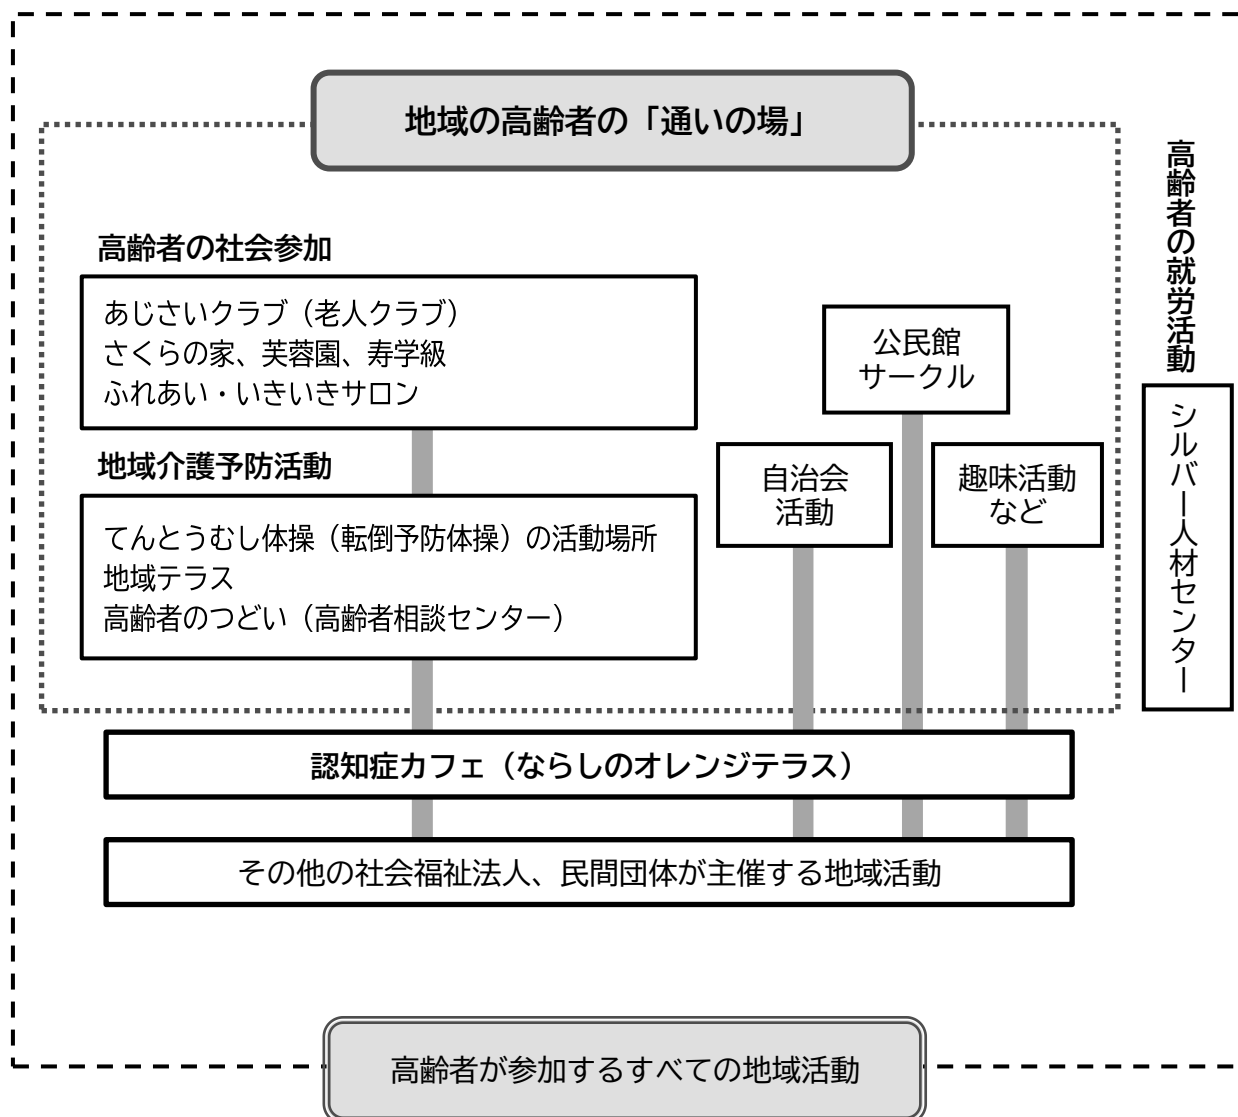 地域の高齢者の「通いの場」
高齢者の社会参加
あじさいクラブ（老人クラブ）
さくらの家、芙蓉園、寿学級
ふれあい・いきいきサロン
地域介護予防活動
てんとうむし体操（転倒予防体操）の活動場所
地域テラス
高齢者のつどい（高齢者相談センター）
公民館
サークル
自治会
活動
趣味活動
など
高齢者の就労活動
シルバー人材センター
認知症カフェ（ならしのオレンジテラス）
その他の社会福祉法人、民間団体が主催する地域活動
高齢者が参加するすべての地域活動